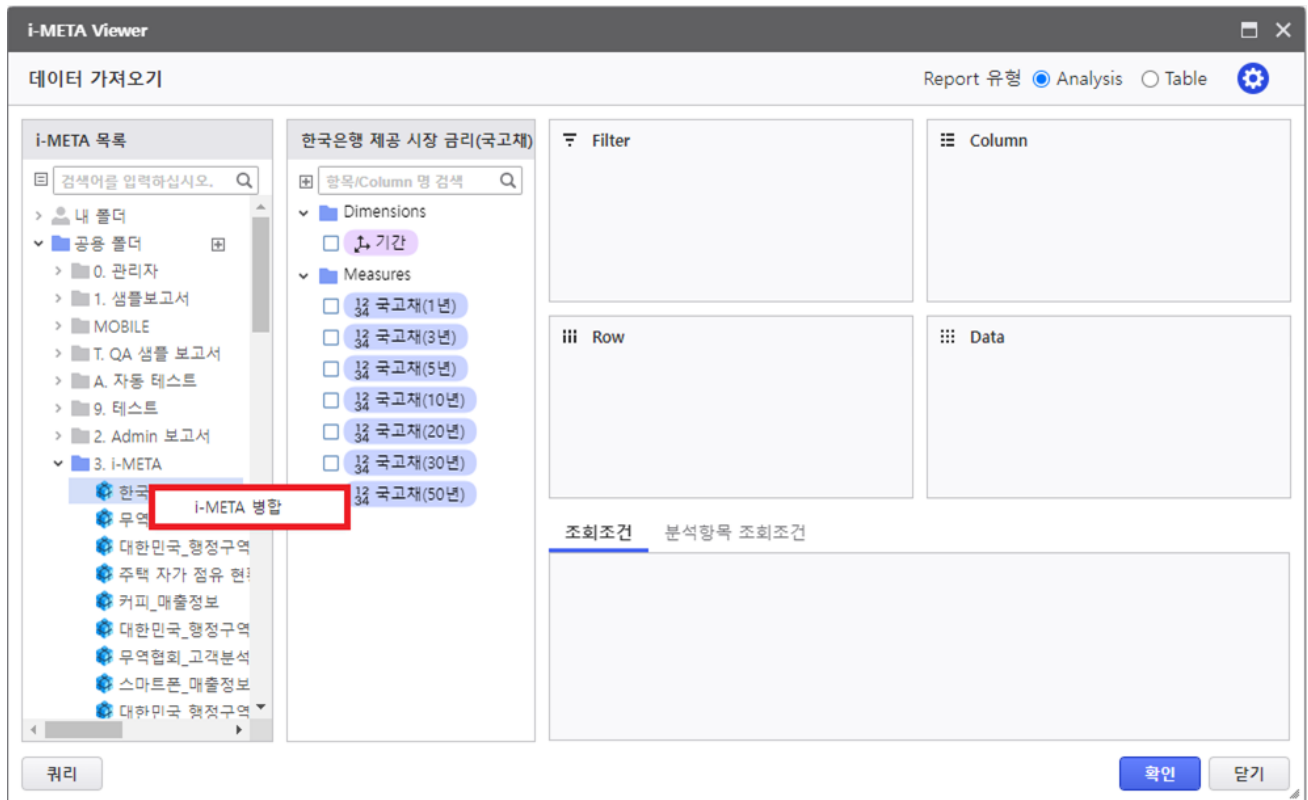 i-META Viewer
데이터 가져오기
Report 유형 Analysis Table
i-META 목록
검색어를 입력하십시오.
내 폴더
공용 폴더
0. 관리자
1. 샘플보고서
MOBILE
T. QA 샘플 보고서
A. 자동 테스트
9. 테스트
2. Admin 보고서
3. i-META
한국
무역
대한민국_행정구역
주택 자가 점유 현
커피_매출정보
대한민국_행정구역
무역협회_고객분석
스마트폰_매출정보
대한민국 행정구역
i-META 병합
한국은행 제공 시장 금리(국고채)
항목/Column 명 검색
Dimensions
기간
Measures
국고채(1년)
국고채(3년)
국고채(5년)
국고채(10년)
국고채(20년)
국고채(30년)
국고채(50년)
Filter
Column
Row
Data
조회조건 분석항목 조회조건
쿼리
확인
닫기